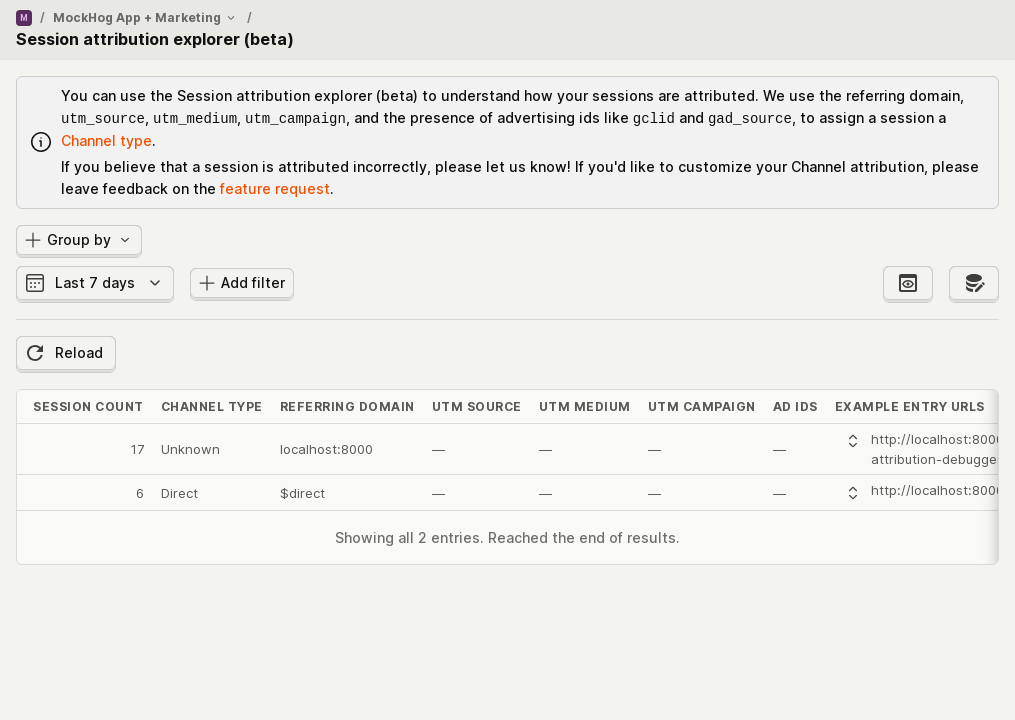 M / MockHog App + Marketing /
Session attribution explorer (beta)
You can use the Session attribution explorer (beta) to understand how your sessions are attributed. We use the referring domain,
utm_source, utm_medium, utm_campaign, and the presence of advertising ids like gclid and gad_source, to assign a session a
Channel type.
If you believe that a session is attributed incorrectly, please let us know! If you'd like to customize your Channel attribution, please
leave feedback on the feature request.
Group by
Last 7 days Add filter
Reload
SESSION COUNT CHANNEL TYPE REFERRING DOMAIN UTM SOURCE UTM MEDIUM UTM CAMPAIGN AD IDS EXAMPLE ENTRY URLS
17 Unknown localhost:8000 — — — — http://localhost:800
attribution-debugge
6 Direct $direct — — — — http://localhost:800
Showing all 2 entries. Reached the end of results.